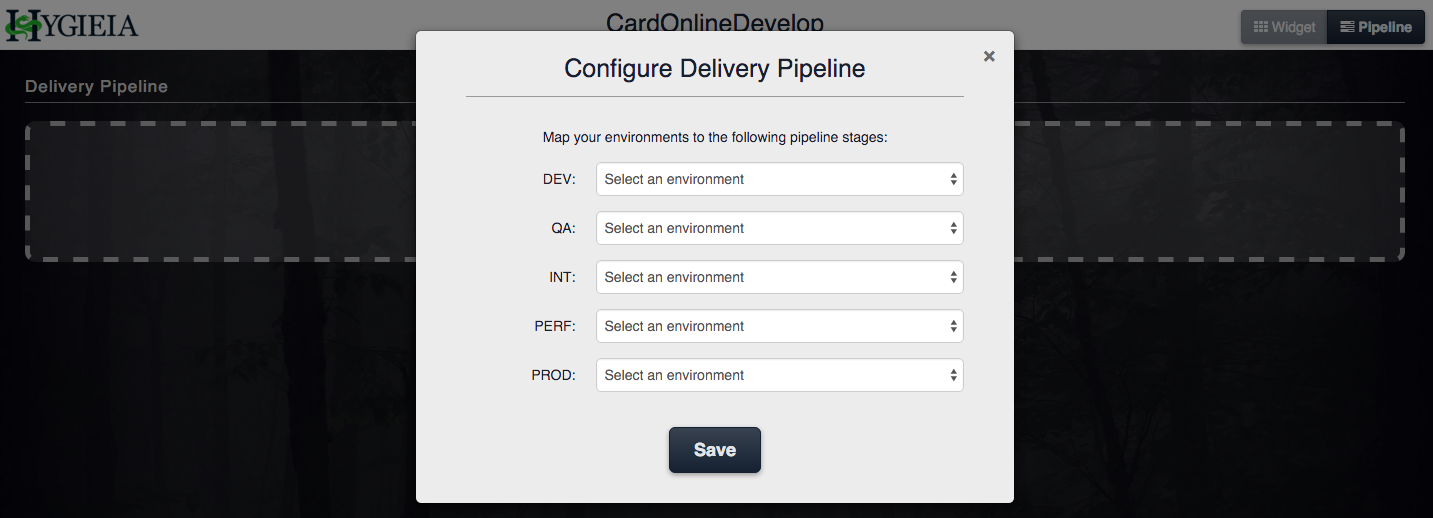 HYGIEIA
CardOnlineDevelop
Widget
Pipeline
Delivery Pipeline
Configure Delivery Pipeline
×
Map your environments to the following pipeline stages:
DEV: Select an environment
QA: Select an environment
INT: Select an environment
PERF: Select an environment
PROD: Select an environment
Save